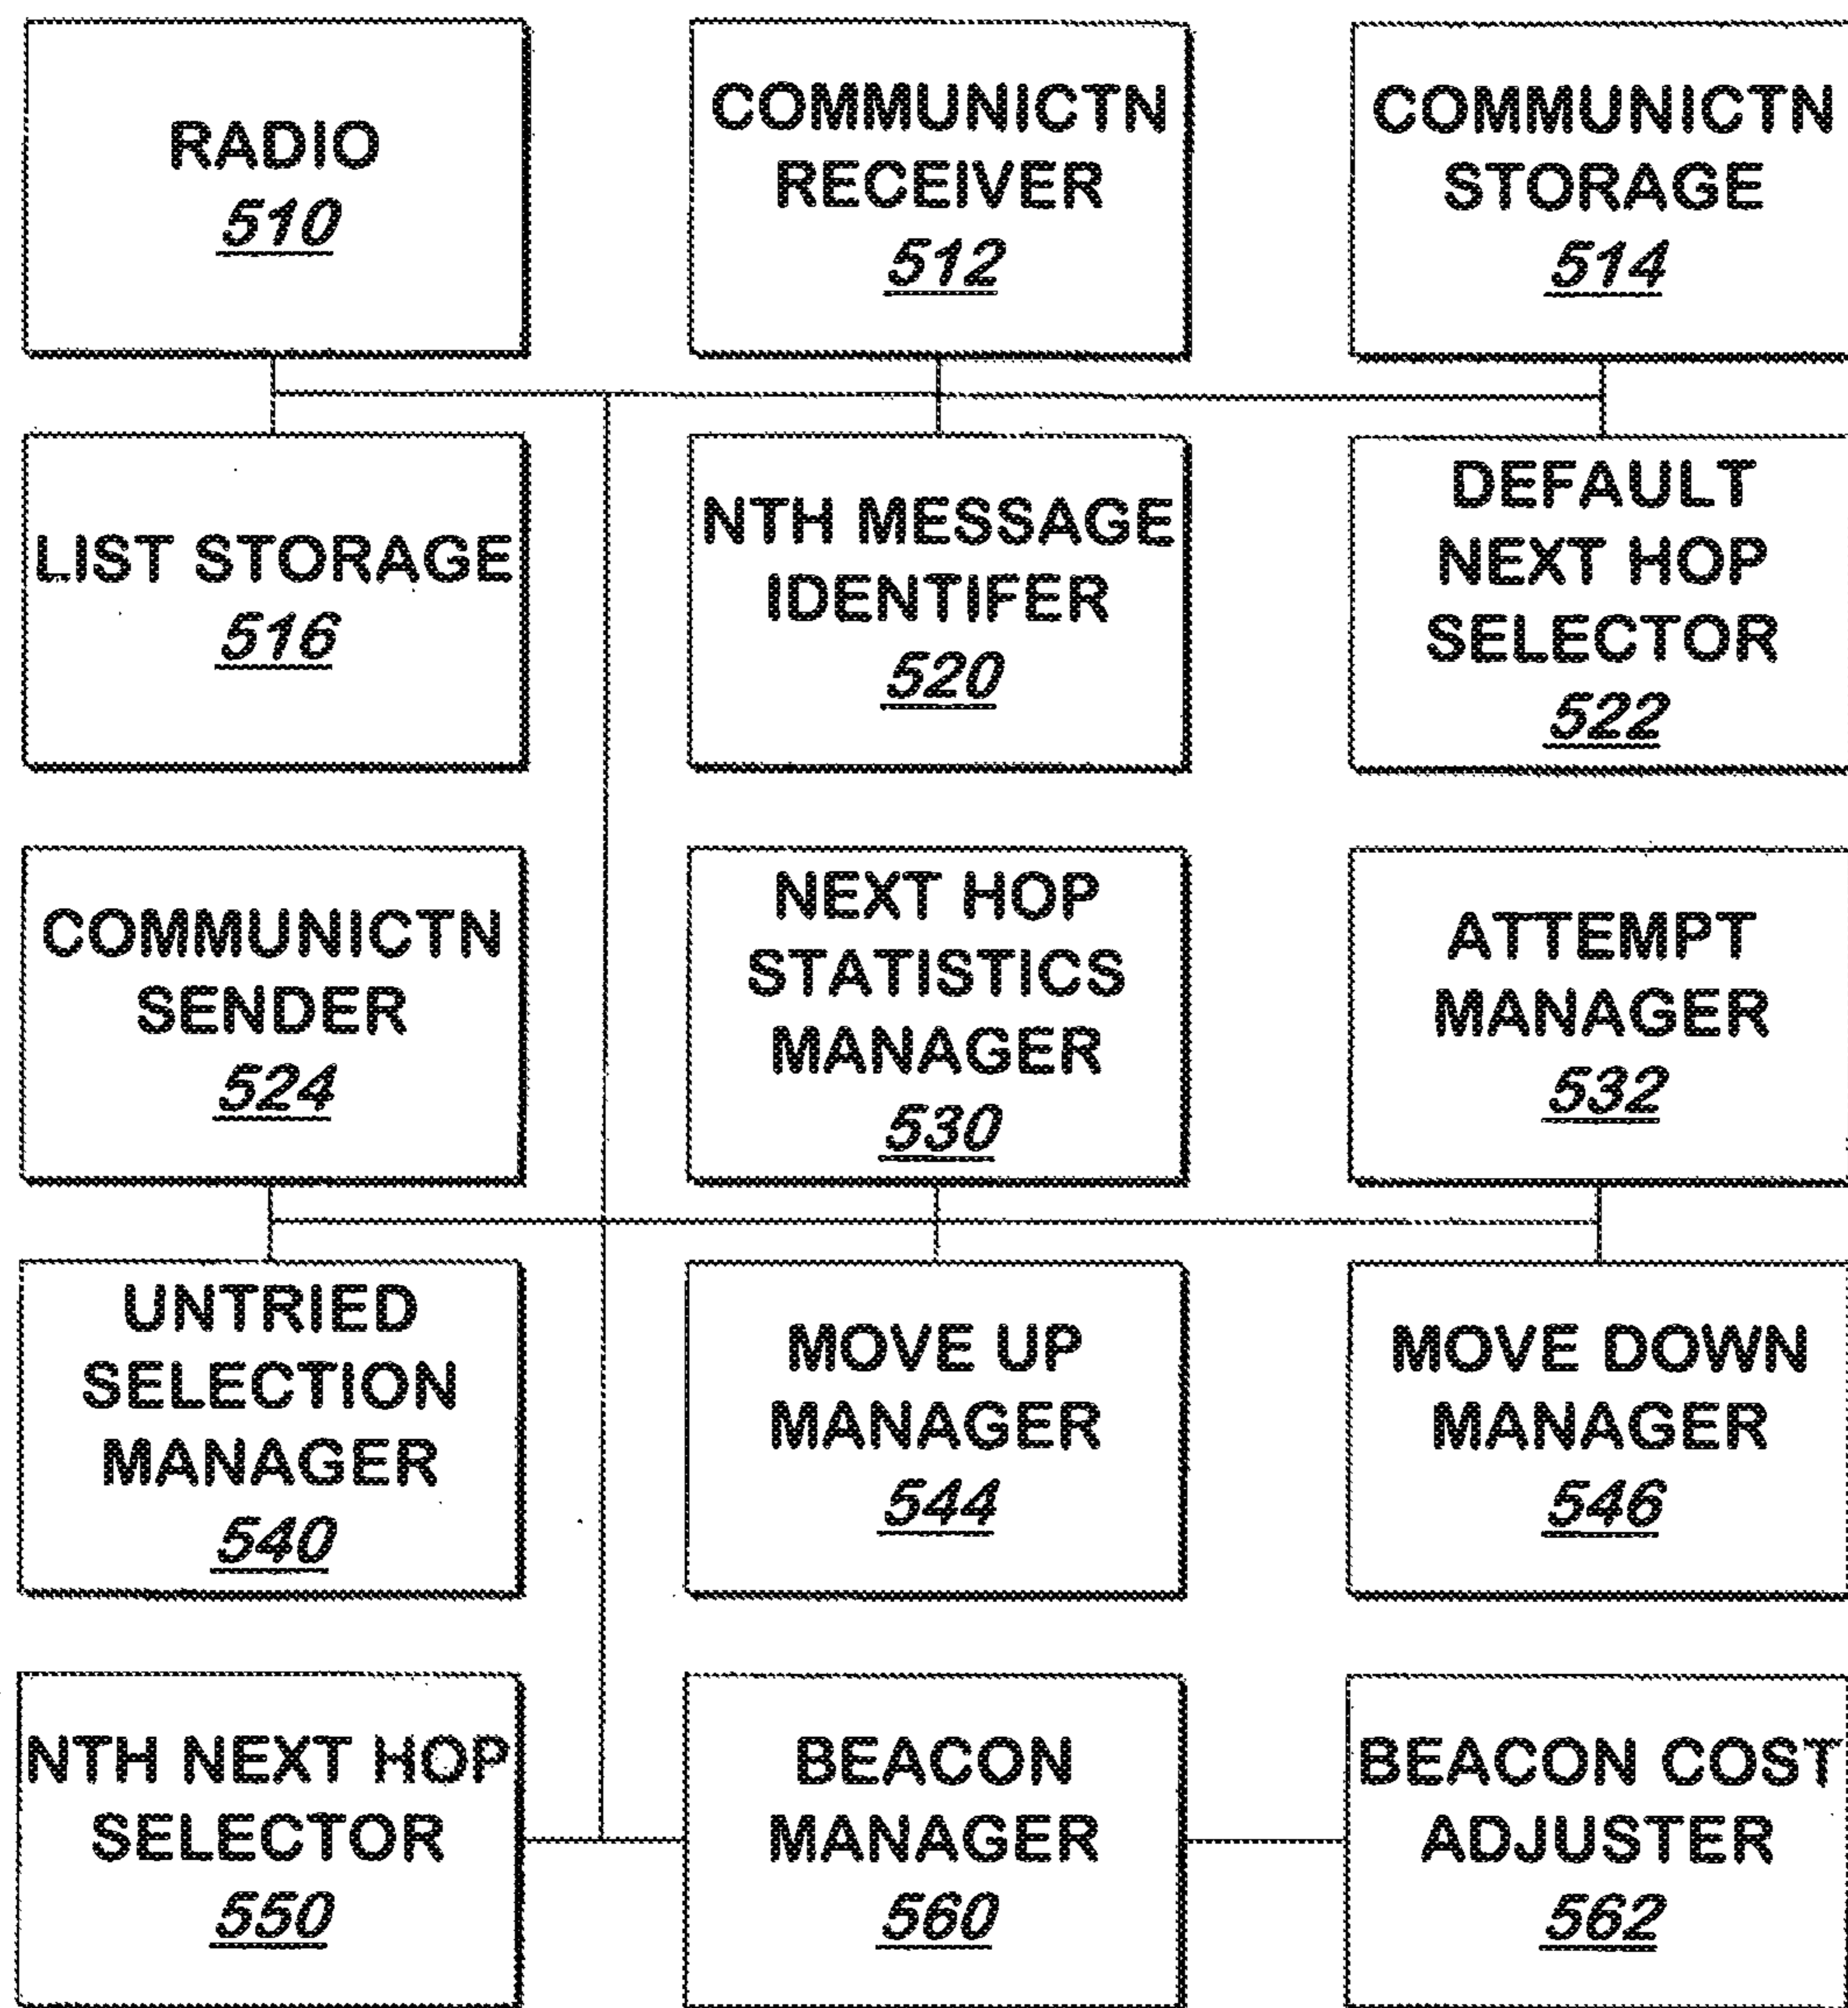 RADIO
510
COMMUNICTN
RECEIVER
512
COMMUNICTN
STORAGE
514
LIST STORAGE
516
NTH MESSAGE
IDENTIFER
520
DEFAULT
NEXT HOP
SELECTOR
522
COMMUNICTN
SENDER
524
NEXT HOP
STATISTICS
MANAGER
530
ATTEMPT
MANAGER
532
UNTRIED
SELECTION
MANAGER
540
MOVE UP
MANAGER
544
MOVE DOWN
MANAGER
546
NTH NEXT HOP
SELECTOR
550
BEACON
MANAGER
560
BEACON COST
ADJUSTER
562